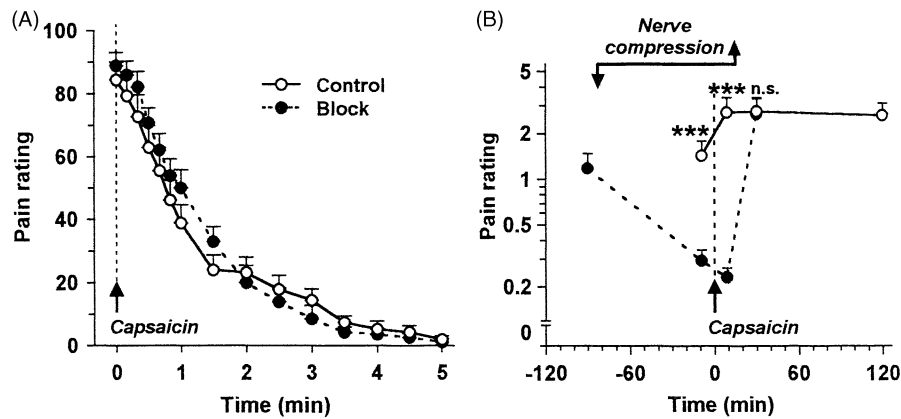 (A)
100
80
60
40
20
0
Pain rating
Control
Block
Capsaicin
0 1 2 3 4 5
Time (min)
(B)
Nerve
compression
5
2
1
0.5
0.2
0
Pain rating
***
*** n.s.
Capsaicin
-120 -60 0 60 120
Time (min)